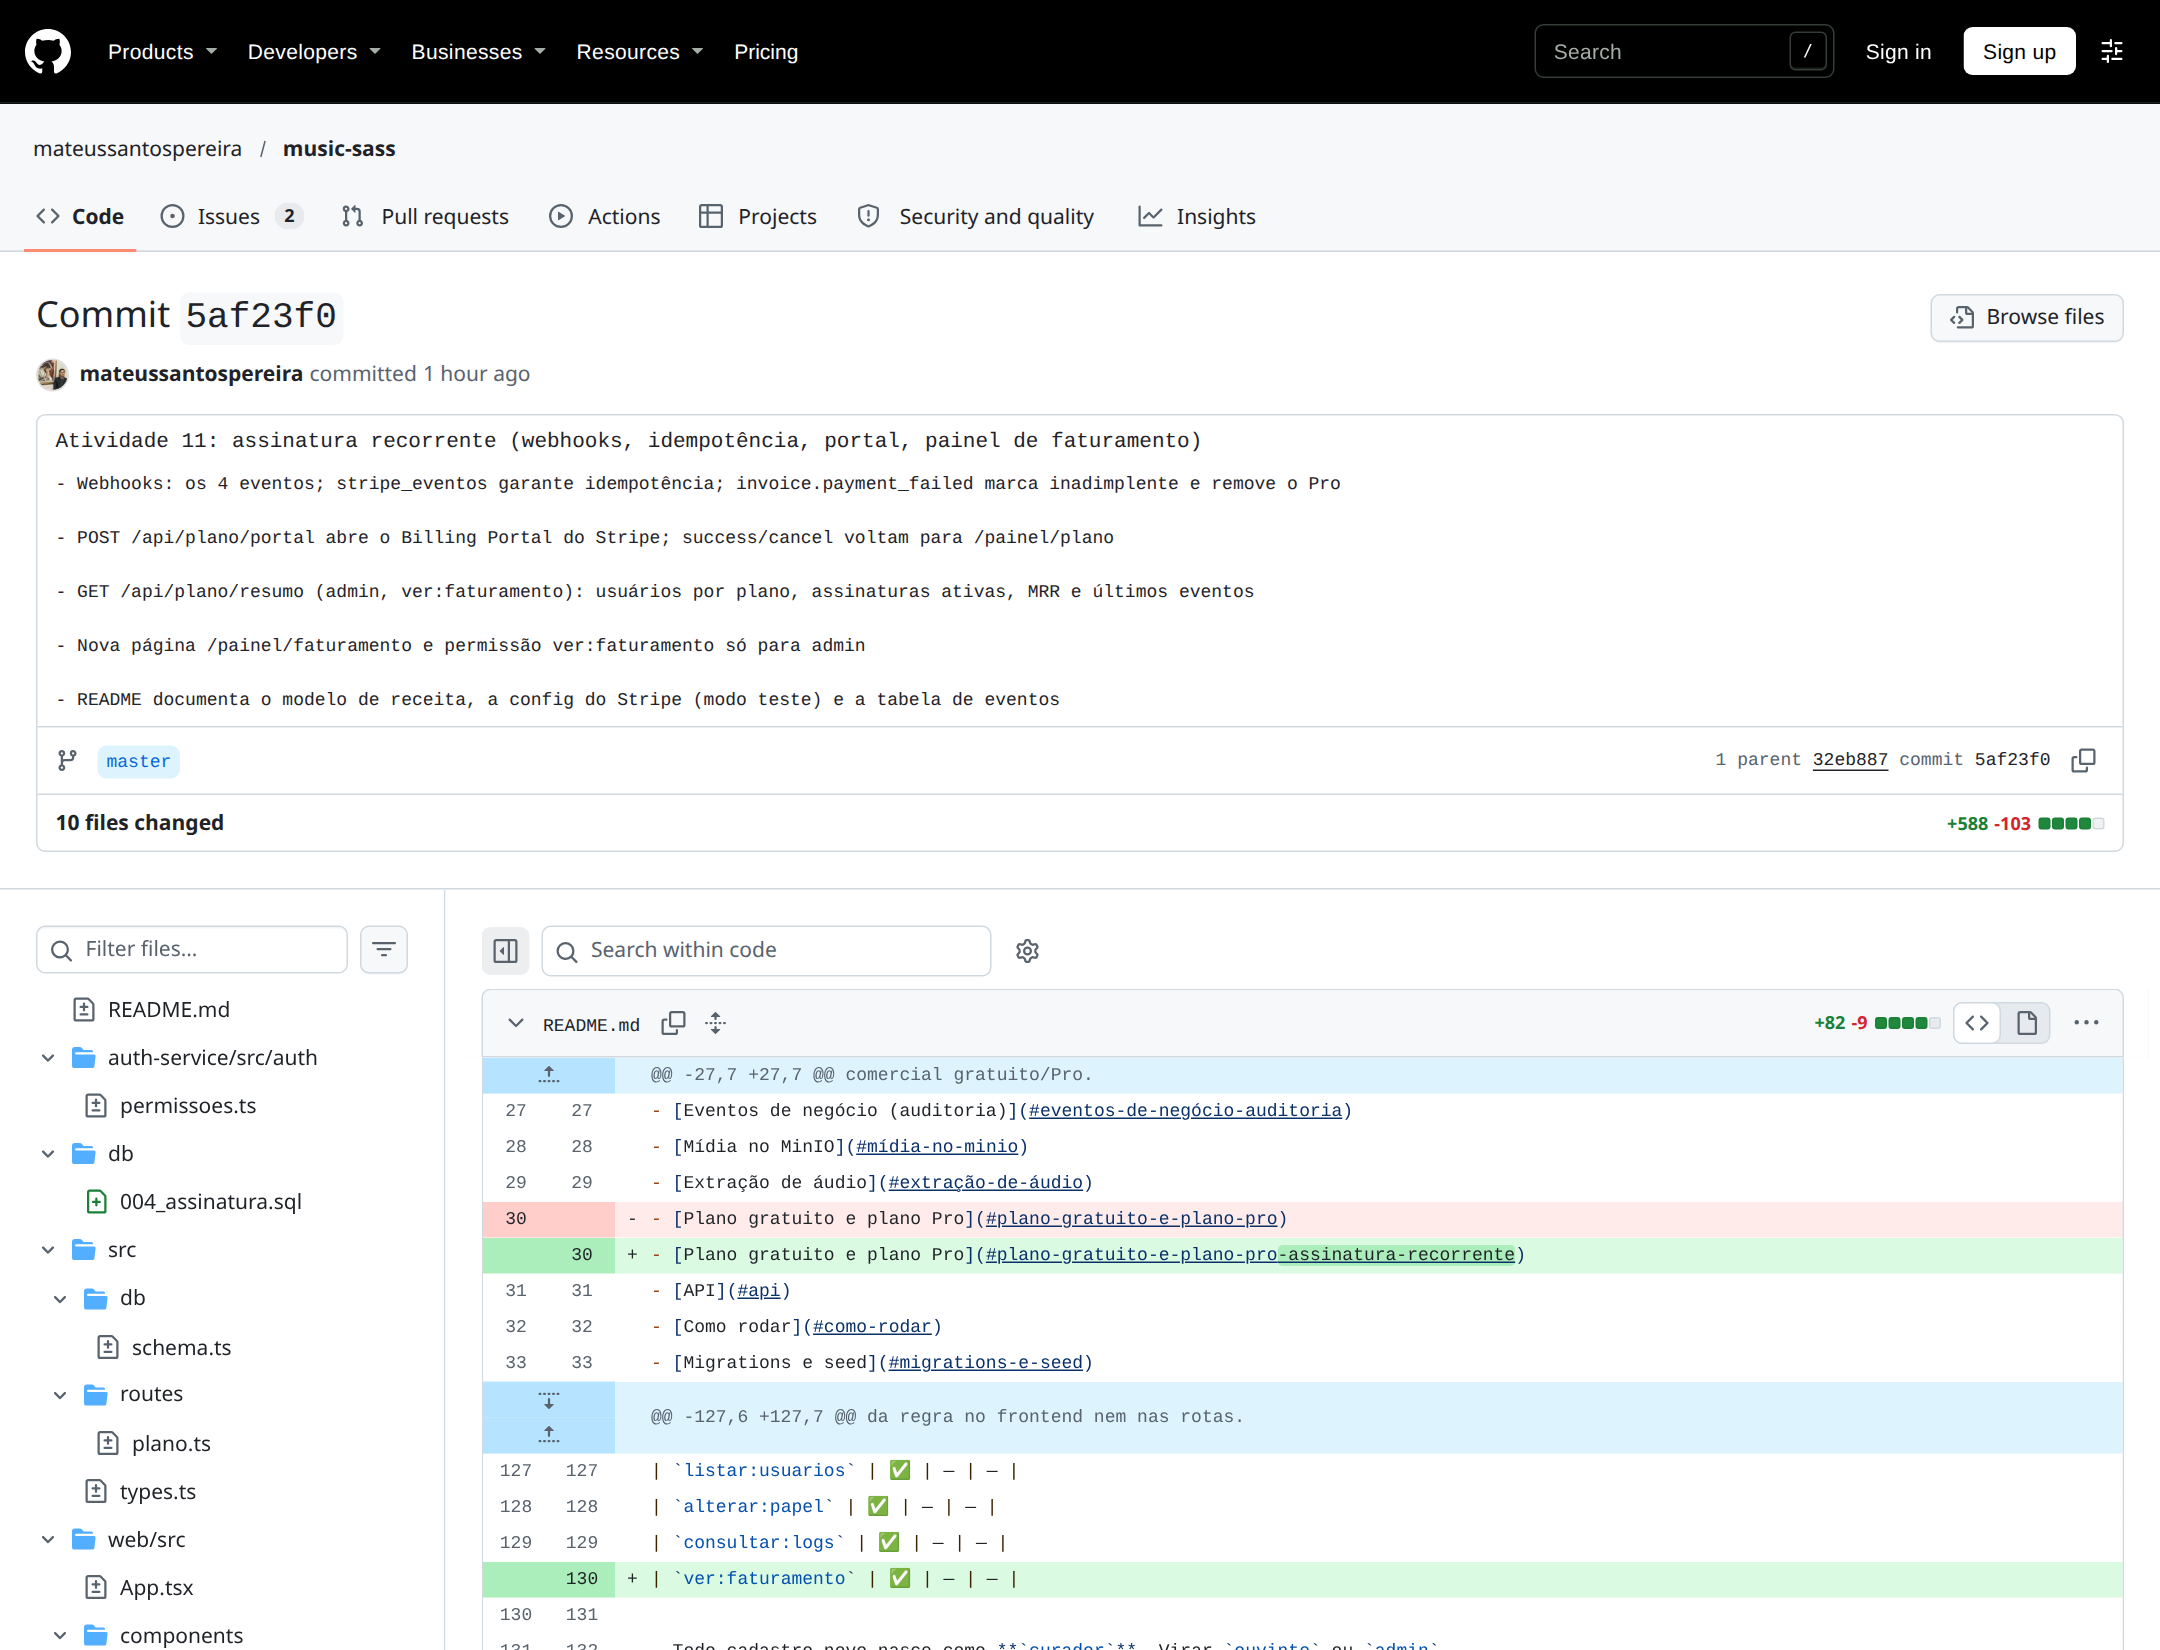 Products Developers Businesses Resources Pricing Search / Sign in Sign up
mateussantospereira / music-sass
Code Issues 2 Pull requests Actions Projects Security and quality Insights
Commit 5af23f0 Browse files
mateussantospereira committed 1 hour ago
Atividade 11: assinatura recorrente (webhooks, idempotência, portal, painel de faturamento)
- Webhooks: os 4 eventos; stripe_eventos garante idempotência; invoice.payment_failed marca inadimplente e remove o Pro
- POST /api/plano/portal abre o Billing Portal do Stripe; success/cancel voltam para /painel/plano
- GET /api/plano/resumo (admin, ver:faturamento): usuários por plano, assinaturas ativas, MRR e últimos eventos
- Nova página /painel/faturamento e permissão ver:faturamento só para admin
- README documenta o modelo de receita, a config do Stripe (modo teste) e a tabela de eventos
master 1 parent 32eb887 commit 5af23f0
10 files changed +588 -103
Filter files...
README.md
auth-service/src/auth
permissoes.ts
db
004_assinatura.sql
src
db
schema.ts
routes
plano.ts
types.ts
web/src
App.tsx
components
Search within code
README.md +82 -9
@@ -27,7 +27,7 @@ comercial gratuito/Pro.
27 27 - [Eventos de negócio (auditoria)](#eventos-de-negócio-auditoria)
28 28 - [Mídia no MinIO](#mídia-no-minio)
29 29 - [Extração de áudio](#extração-de-áudio)
30 - - [Plano gratuito e plano Pro](#plano-gratuito-e-plano-pro)
30 + - [Plano gratuito e plano Pro](#plano-gratuito-e-plano-pro-assinatura-recorrente)
31 31 - [API](#api)
32 32 - [Como rodar](#como-rodar)
33 33 - [Migrations e seed](#migrations-e-seed)
@@ -127,6 +127,7 @@ da regra no frontend nem nas rotas.
127 127 | `listar:usuarios` | ✅ | — | — |
128 128 | `alterar:papel` | ✅ | — | — |
129 129 | `consultar:logs` | ✅ | — | — |
130 + | `ver:faturamento` | ✅ | — | — |
130 131
131 132 Todo cadastro novo nasce como **`curador`**. Virar `ouvinte` ou `admin`